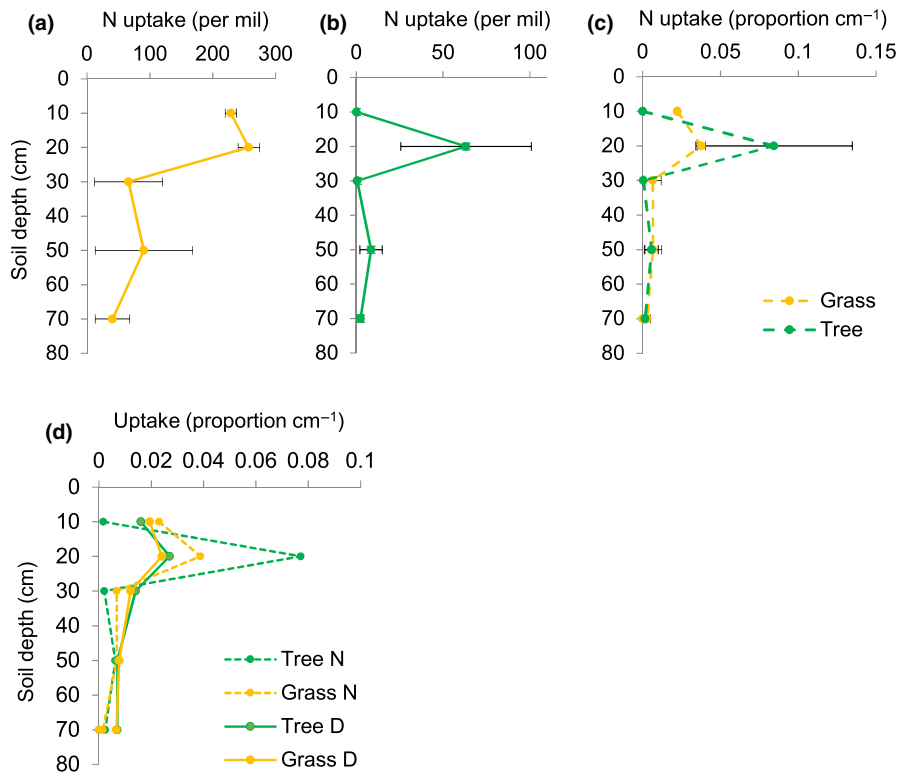 (a) N uptake (per mil)
0 100 200 300
0
10
20
30
40
50
60
70
80
Soil depth (cm)
(b) N uptake (per mil)
0 50 100
0
10
20
30
40
50
60
70
80
(c) N uptake (proportion cm⁻¹)
0 0.05 0.1 0.15
0
10
20
30
40
50
60
70
80
Grass
Tree
(d) Uptake (proportion cm⁻¹)
0 0.02 0.04 0.06 0.08 0.1
0
10
20
30
40
50
60
70
80
Soil depth (cm)
Tree N
Grass N
Tree D
Grass D